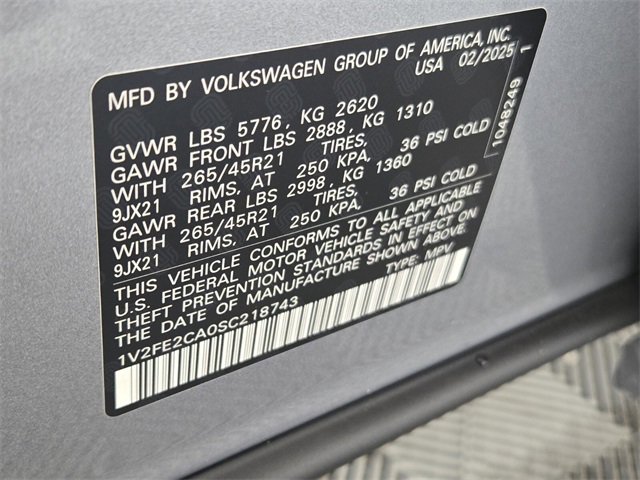 MFD BY VOLKSWAGEN GROUP OF AMERICA, INC.
USA 02/2025
GVWR LBS 5776, KG 2620
GAWR FRONT LBS 2888, KG 1310
WITH 265/45R21 TIRES,
9JX21 RIMS, AT 250 KPA, 36 PSI COLD
GAWR REAR LBS 2998, KG 1360
WITH 265/45R21 TIRES,
9JX21 RIMS, AT 250 KPA, 36 PSI COLD
THIS VEHICLE CONFORMS TO ALL APPLICABLE
U.S. FEDERAL MOTOR VEHICLE SAFETY AND
THEFT PREVENTION STANDARDS IN EFFECT ON
THE DATE OF MANUFACTURE SHOWN ABOVE.
1V2FE2CA0SC218743 TYPE: MPV
1048249 1